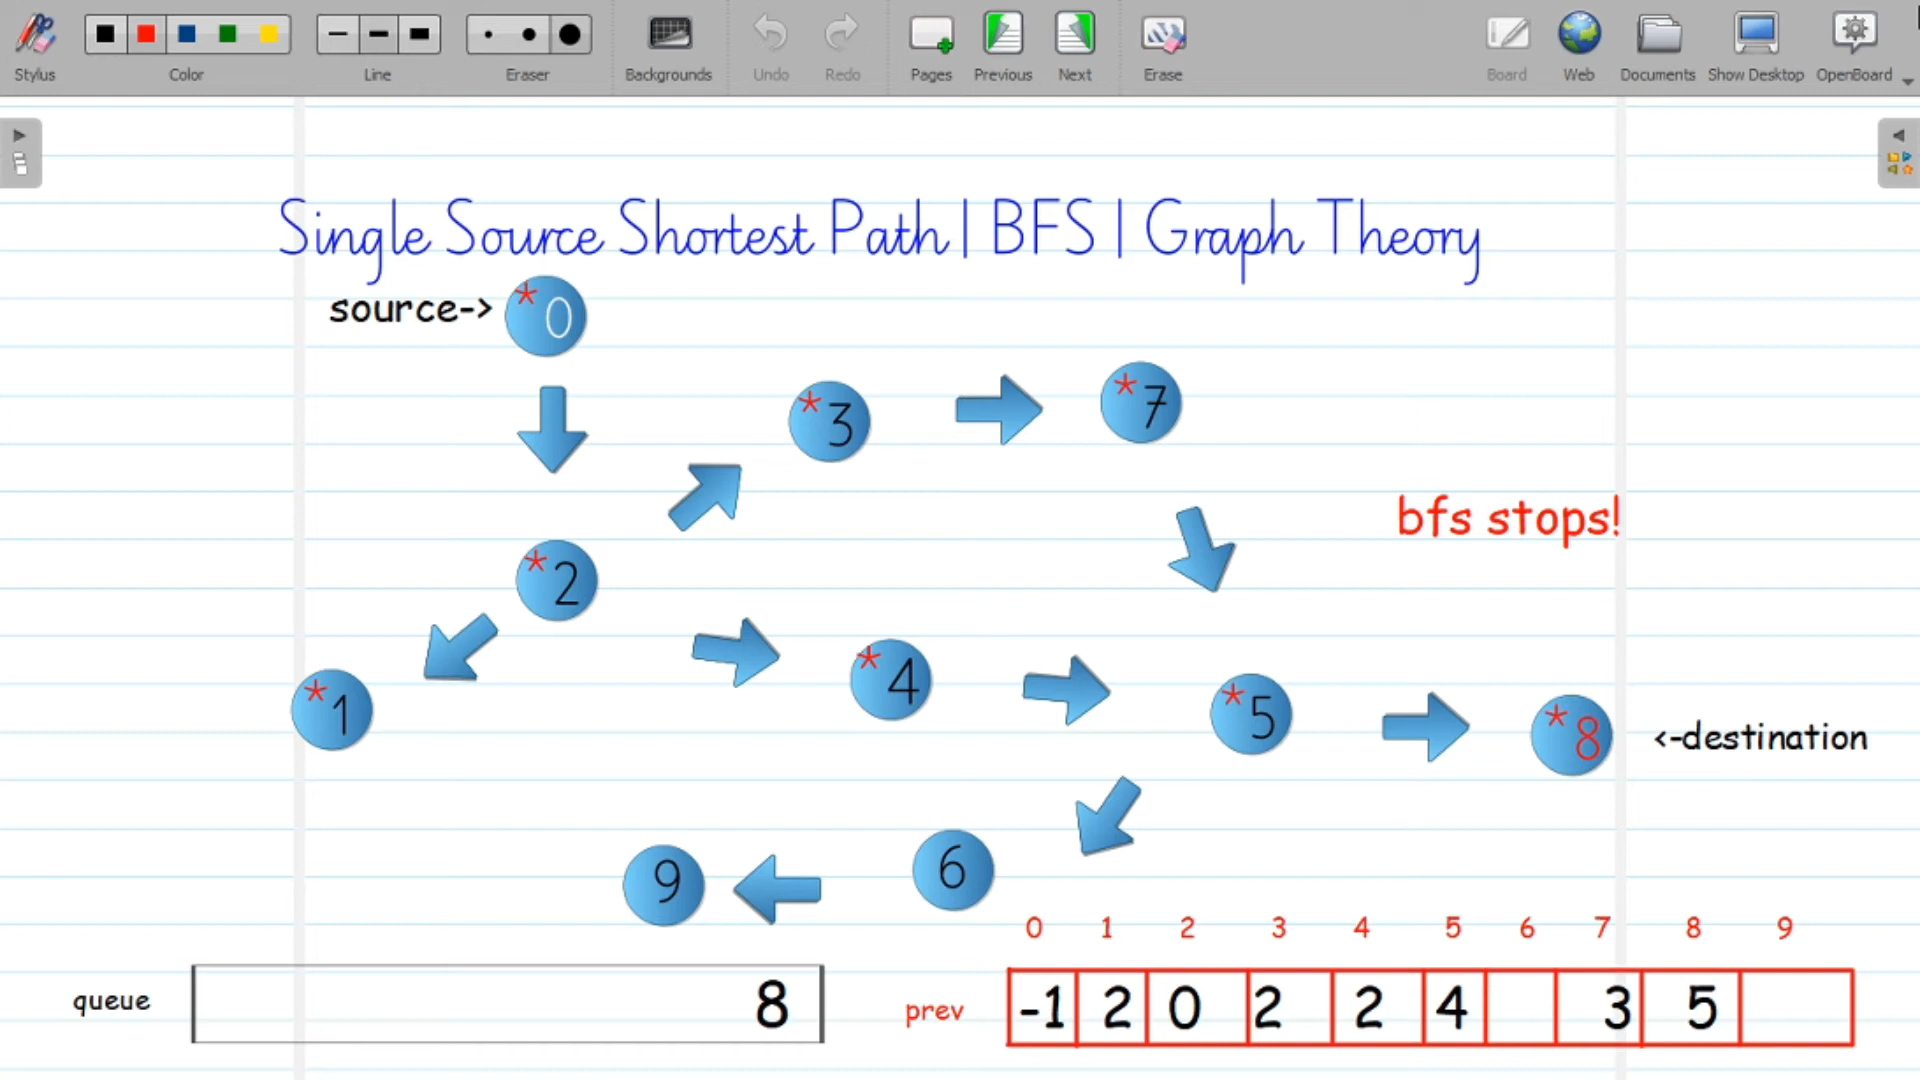 Stylus
Color
Line
Eraser
Backgrounds
Undo
Redo
Pages
Previous
Next
Erase
Board
Web
Documents
Show Desktop
OpenBoard
Single Source Shortest Path | BFS | Graph Theory
source-> *0
*3
*7
bfs stops!
*2
*4
*1
*5
*8 <-destination
9
6
0 1 2 3 4 5 6 7 8 9
queue 8
prev -1 2 0 2 2 4 3 5